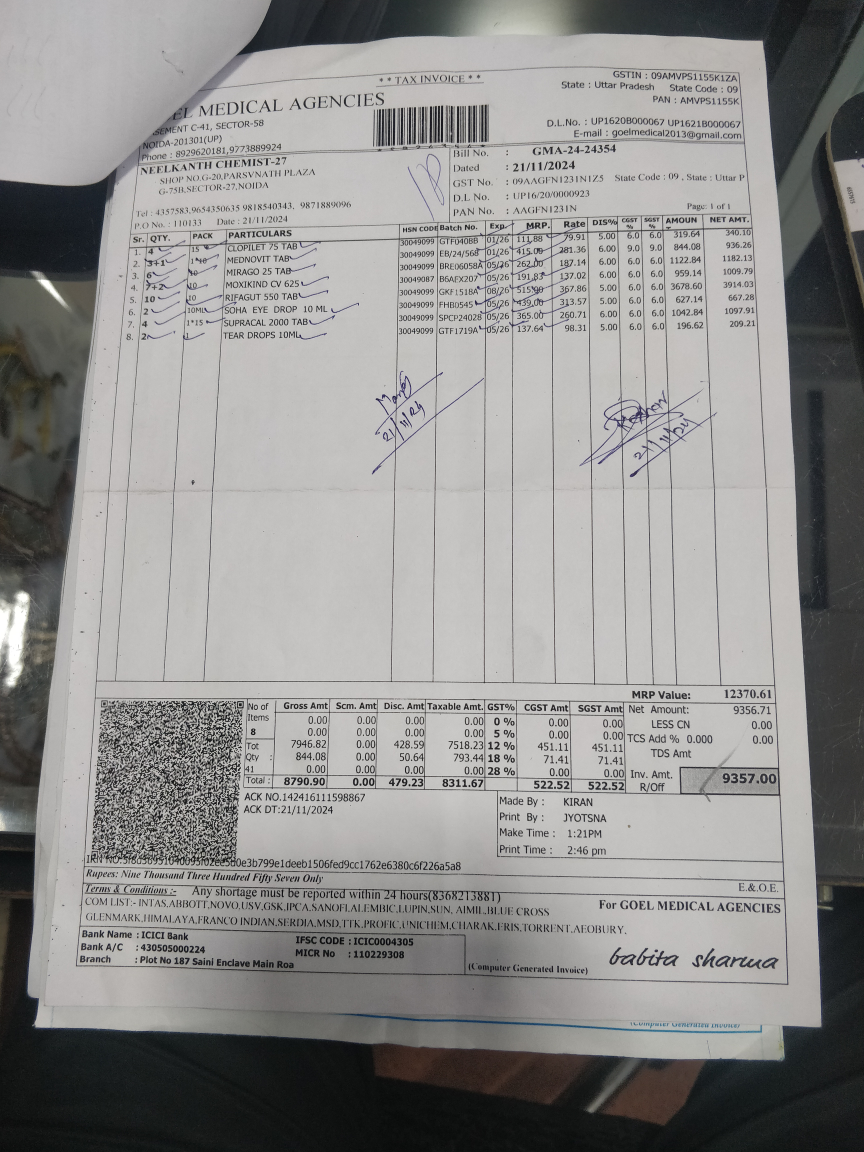 ** TAX INVOICE **
GSTIN : 09AMVPS1155K1ZA
State : Uttar Pradesh State Code : 09
PAN : AMVPS1155K
D.L.No. : UP1620B000067 UP1621B000067
E-mail : goelmedical2013@gmail.com
MEDICAL AGENCIES
C-41, SECTOR-58
NOIDA-201301(UP)
Phone : 8929620181,9773889924
NEELKANTH CHEMIST-27
SHOP NO.G-20,PARSVNATH PLAZA
G-75B,SECTOR-27,NOIDA
Tel : 4357583,9654350635 9818540343, 9871889096
P.O No. : 110133 Date : 21/11/2024
Bill No. : GMA-24-24354
Dated : 21/11/2024
GST No. : 09AAGFN1231N1Z5 State Code : 09 , State : Uttar P
D.L No. : UP16/20/0000923
PAN No. : AAGFN1231N
Page: 1 of 1
Sr. QTY. PACK PARTICULARS HSN CODE Batch No. Exp. MRP. Rate DIS% CGST % SGST % AMOUN NET AMT.
1. 4 15 CLOPILET 75 TAB 30049099 GTF0408B 01/26 111.88 79.91 5.00 6.0 6.0 319.64 340.10
2. 3+1 1*10 MEDNOVIT TAB 30049099 EB/24/568 01/26 415.00 281.36 6.00 9.0 9.0 844.08 936.26
3. 6 10 MIRAGO 25 TAB 30049099 BRE06058A 05/26 262.00 187.14 6.00 6.0 6.0 1122.84 1182.13
4. 7+2 10 MOXIKIND CV 625 30049087 B6AEX207 05/26 191.83 137.02 6.00 6.0 6.0 959.14 1009.79
5. 10 10 RIFAGUT 550 TAB 30049099 GKF1518A 08/26 515.00 367.86 5.00 6.0 6.0 3678.60 3914.03
6. 2 10ML SOHA EYE DROP 10 ML 30049099 FHB0545 05/26 439.00 313.57 5.00 6.0 6.0 627.14 667.28
7. 4 1*15 SUPRACAL 2000 TAB 30049099 SPCP24028 05/26 365.00 260.71 6.00 6.0 6.0 1042.84 1097.91
8. 2 1 TEAR DROPS 10ML 30049099 GTF1719A 05/26 137.64 98.31 5.00 6.0 6.0 196.62 209.21
21/11/24
21/11/24
MRP Value: 12370.61
No of Items 8 Tot Qty : 41
Gross Amt Scm. Amt Disc. Amt Taxable Amt. GST% CGST Amt SGST Amt
0.00 0.00 0.00 0.00 0 % 0.00 0.00
0.00 0.00 0.00 0.00 5 % 0.00 0.00
7946.82 0.00 428.59 7518.23 12 % 451.11 451.11
844.08 0.00 50.64 793.44 18 % 71.41 71.41
0.00 0.00 0.00 0.00 28 % 0.00 0.00
Total : 8790.90 0.00 479.23 8311.67 522.52 522.52
Net Amount: 9356.71
LESS CN 0.00
TCS Add % 0.000 0.00
TDS Amt
Inv. Amt. R/Off 9357.00
ACK NO.142416111598867
ACK DT:21/11/2024
Made By : KIRAN
Print By : JYOTSNA
Make Time : 1:21PM
Print Time : 2:46 pm
Rupees: Nine Thousand Three Hundred Fifty Seven Only
E.&O.E.
Terms & Conditions :- Any shortage must be reported within 24 hours(8368213881)
COM LIST:- INTAS,ABBOTT,NOVO,USV,GSK,IPCA,SANOFI,ALEMBIC,LUPIN,SUN, AIMIL,BLUE CROSS
GLENMARK,HIMALAYA,FRANCO INDIAN,SERDIA,MSD,TTK,PROFIC,UNICHEM,CHARAK,ERIS,TORRENT,AEOBURY,
For GOEL MEDICAL AGENCIES
Bank Name : ICICI Bank
Bank A/C : 430505000224
Branch : Plot No 187 Saini Enclave Main Roa
IFSC CODE : ICIC0004305
MICR No : 110229308
(Computer Generated Invoice)
babita sharma
(Computer Generated Invoice)